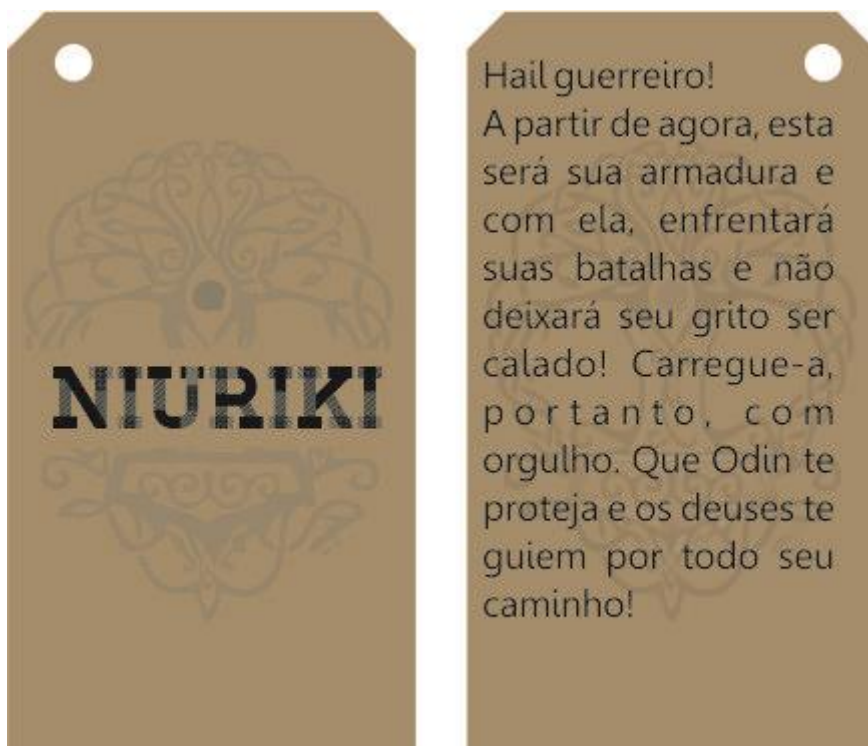 NIURIKI
Hail guerreiro!
A partir de agora, esta
será sua armadura e
com ela, enfrentará
suas batalhas e não
deixará seu grito ser
calado! Carregue-a,
portanto, com
orgulho. Que Odin te
proteja e os deuses te
guiem por todo seu
caminho!